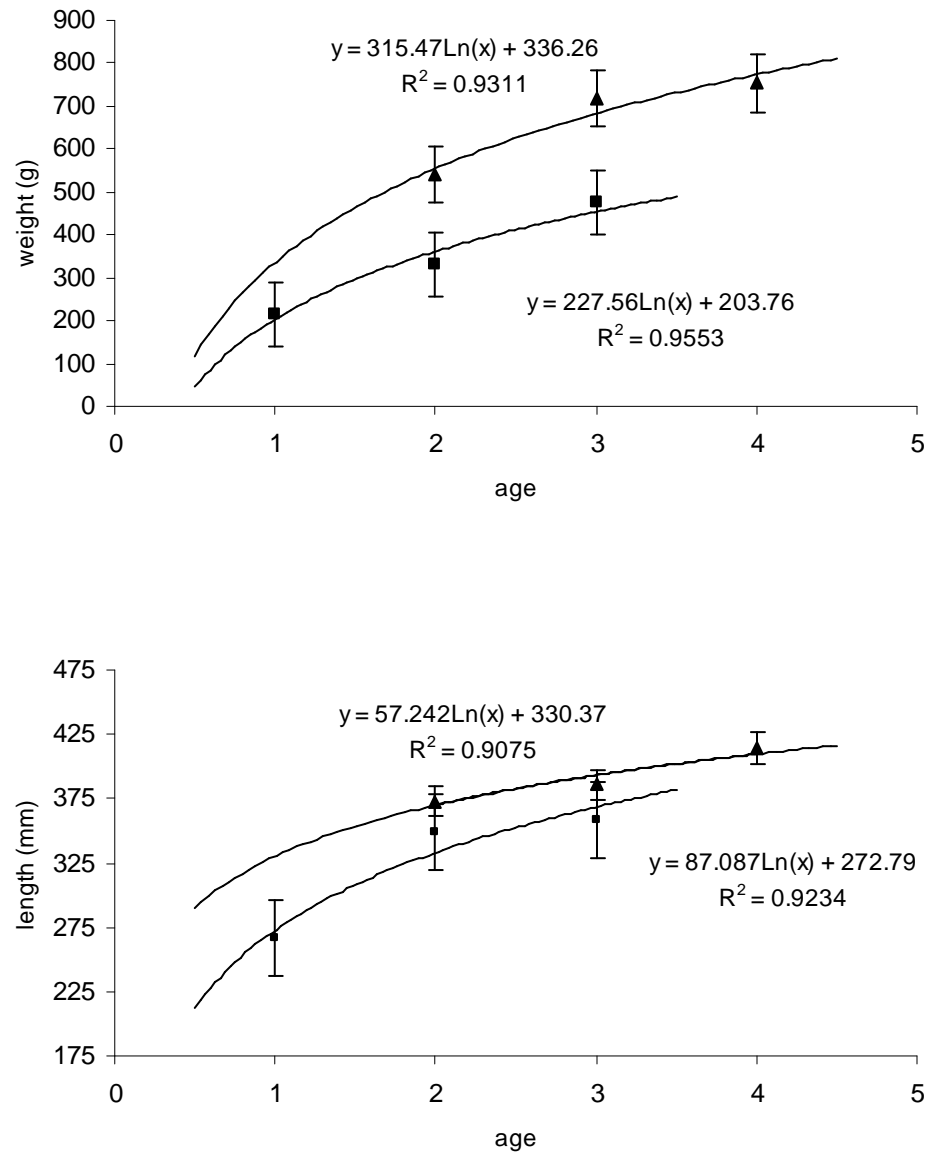 900
800
700
600
500
400
300
200
100
0
weight (g)
y = 315.47Ln(x) + 336.26
R² = 0.9311
y = 227.56Ln(x) + 203.76
R² = 0.9553
0 1 2 3 4 5
age
475
425
375
325
275
225
175
length (mm)
y = 57.242Ln(x) + 330.37
R² = 0.9075
y = 87.087Ln(x) + 272.79
R² = 0.9234
0 1 2 3 4 5
age